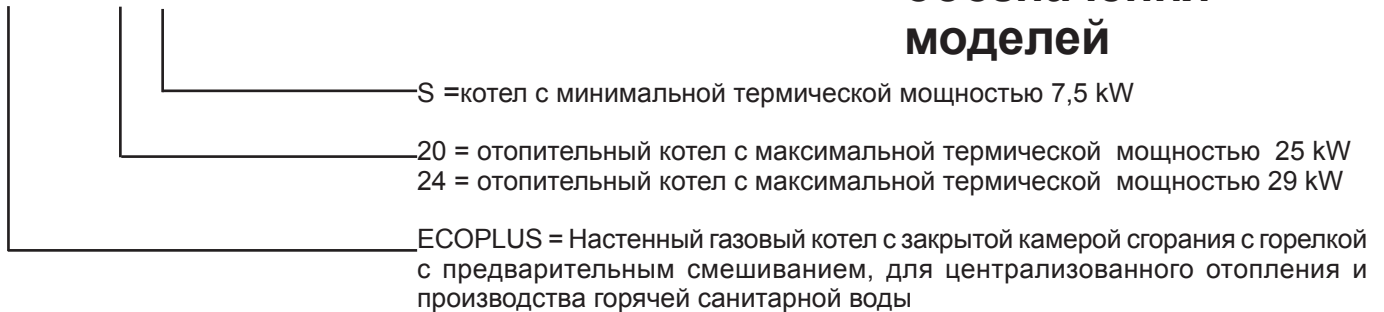 моделей
S =котел с минимальной термической мощностью 7,5 kW
20 = отопительный котел с максимальной термической мощностью 25 kW
24 = отопительный котел с максимальной термической мощностью 29 kW
ECOPLUS = Настенный газовый котел с закрытой камерой сгорания с горелкой
с предварительным смешиванием, для централизованного отопления и
производства горячей санитарной воды